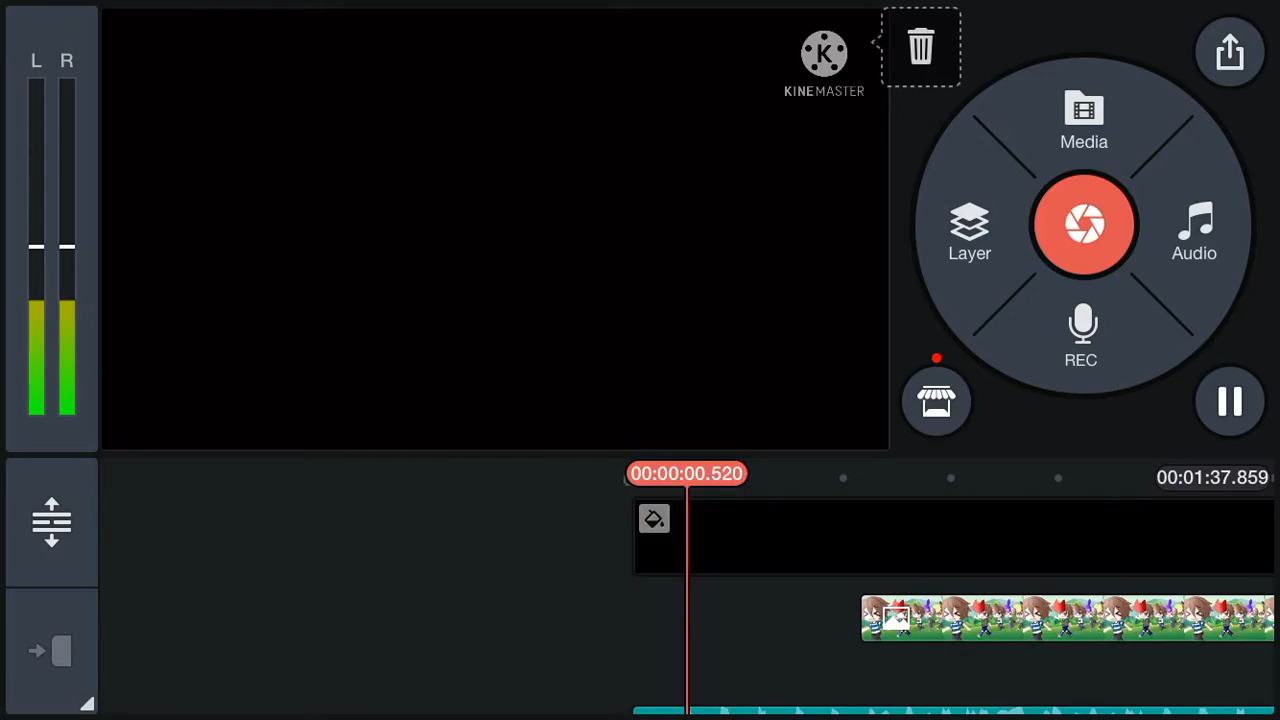 L R
K
KINEMASTER
Media
Layer
Audio
REC
00:00:00.520
00:01:37.859